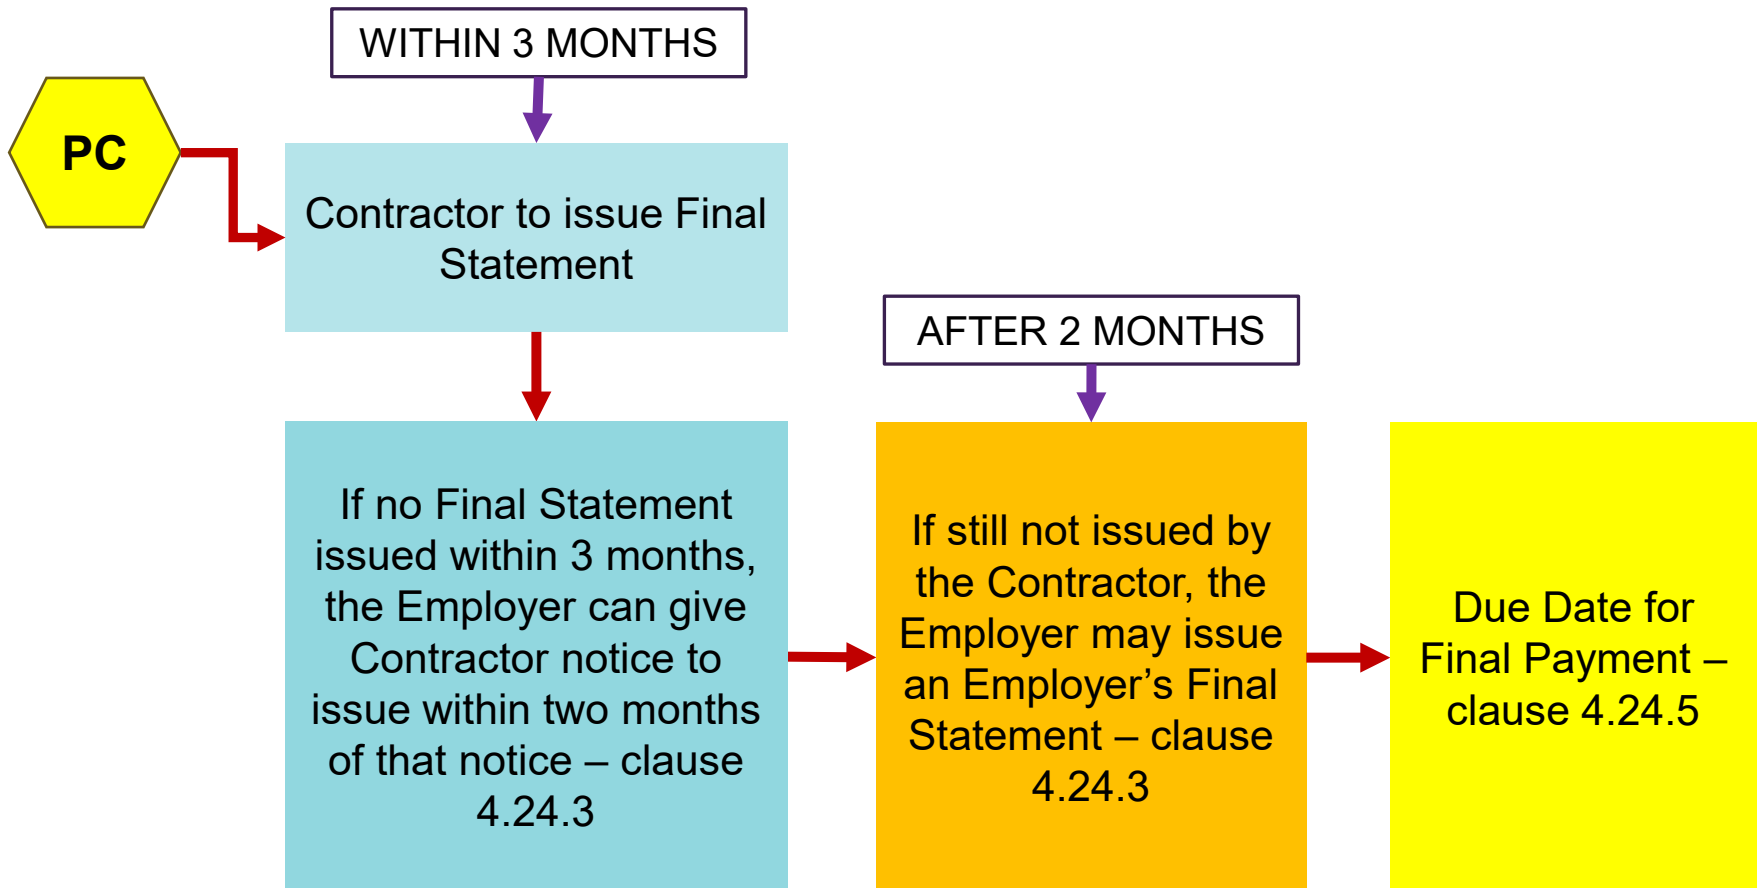 WITHIN 3 MONTHS
PC
Contractor to issue Final
Statement
AFTER 2 MONTHS
If no Final Statement
issued within 3 months,
the Employer can give
Contractor notice to
issue within two months
of that notice – clause
4.24.3
If still not issued by
the Contractor, the
Employer may issue
an Employer’s Final
Statement – clause
4.24.3
Due Date for
Final Payment –
clause 4.24.5